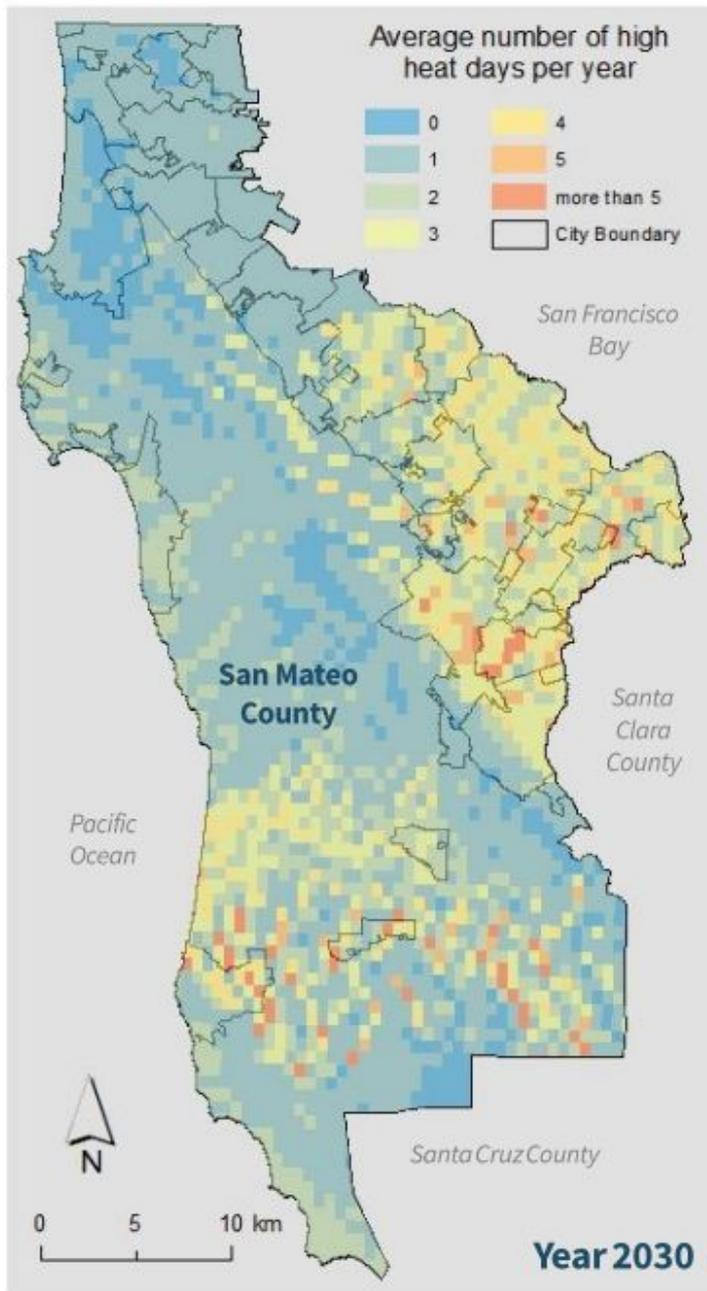 Average number of high
heat days per year
0
1
2
3
4
5
more than 5
City Boundary
San Francisco
Bay
San Mateo
County
Santa
Clara
County
Pacific
Ocean
N
Santa Cruz County
0 5 10 km
Year 2030